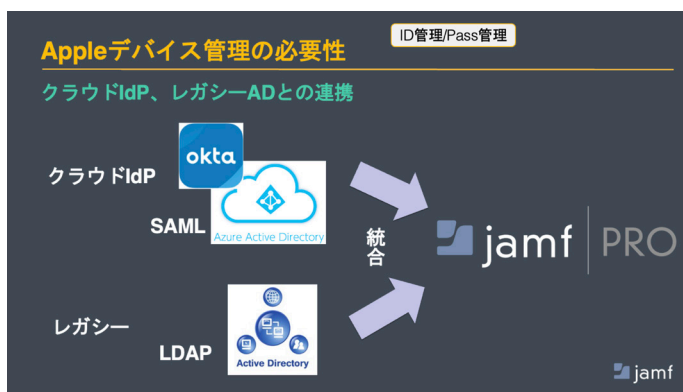 Appleデバイス管理の必要性
ID管理/Pass管理
クラウドIdP、レガシーADとの連携
クラウドIdP
okta
SAML
Azure Active Directory
統合
jamf PRO
レガシー
LDAP
Active Directory
jamf